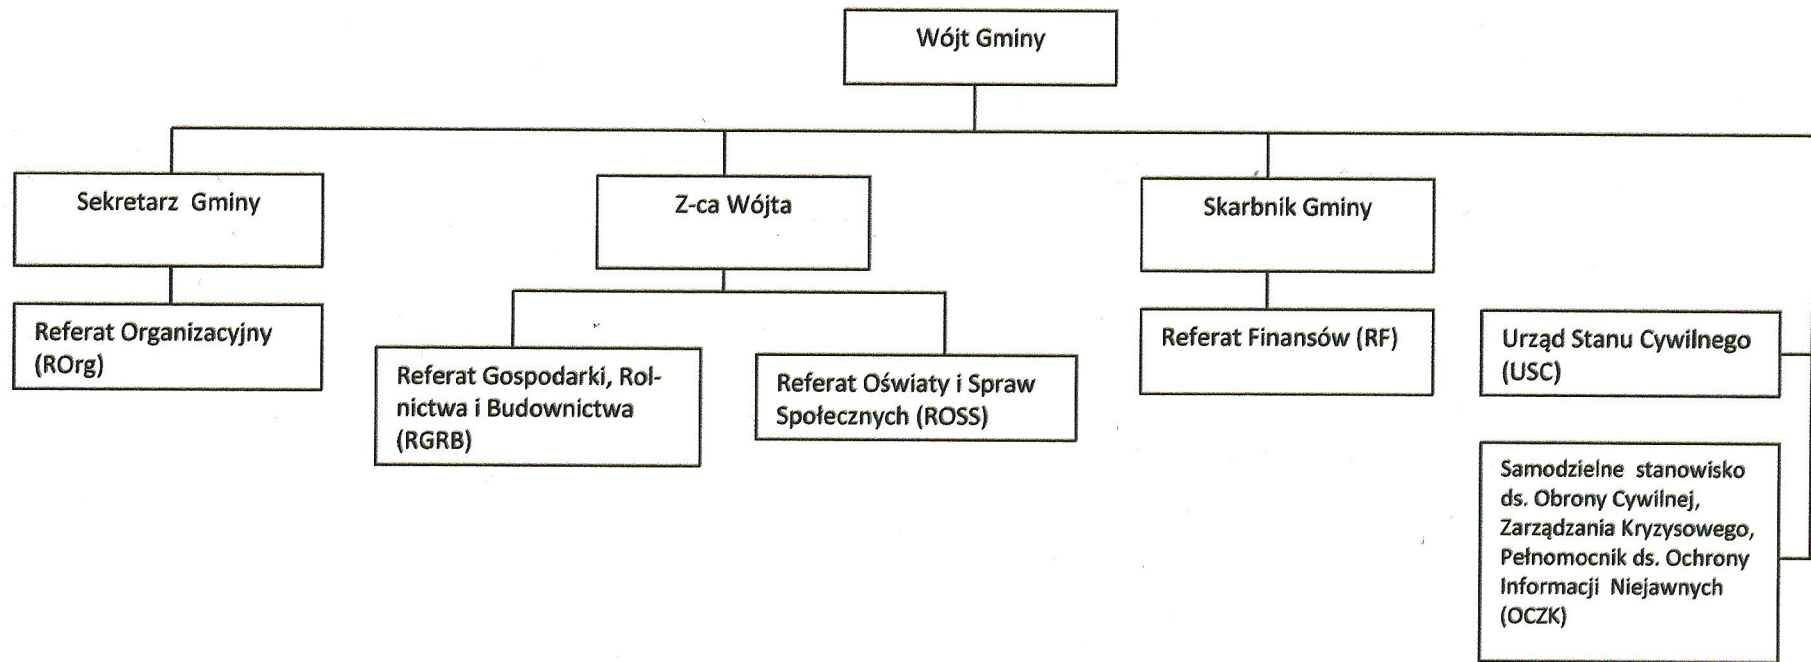 Wójt Gminy
Sekretarz Gminy
Z-ca Wójta
Skarbnik Gminy
Referat Organizacyjny
(ROrg)
Referat Gospodarki, Rol-
nictwa i Budownictwa
(RGRB)
Referat Oświaty i Spraw
Społecznych (ROSS)
Referat Finansów (RF)
Urząd Stanu Cywilnego
(USC)
Samodzielne stanowisko
ds. Obrony Cywilnej,
Zarządzania Kryzysowego,
Pełnomocnik ds. Ochrony
Informacji Niejawnych
(OCZK)